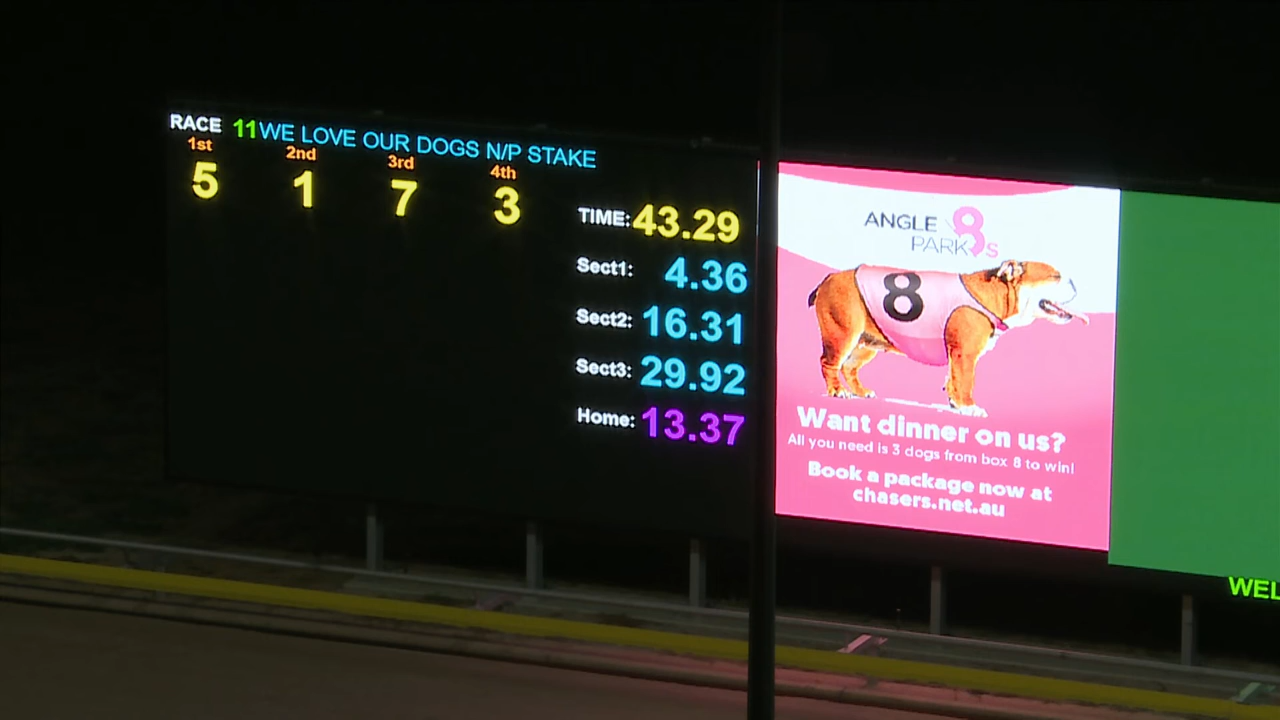 RACE 11 WE LOVE OUR DOGS N/P STAKE
1st 2nd 3rd 4th
5 1 7 3
TIME: 43.29
Sect1: 4.36
Sect2: 16.31
Sect3: 29.92
Home: 13.37
ANGLE 8s
PARK
8
Want dinner on us?
All you need is 3 dogs from box 8 to win!
Book a package now at
chasers.net.au
WEL